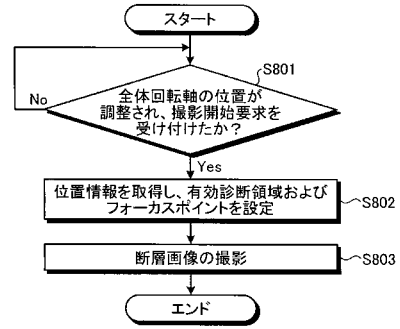 スタート
S801
全体回転軸の位置が
調整され、撮影開始要求を
受け付けたか？
No
Yes
位置情報を取得し、有効診断領域および
フォーカスポイントを設定
S802
断層画像の撮影
S803
エンド